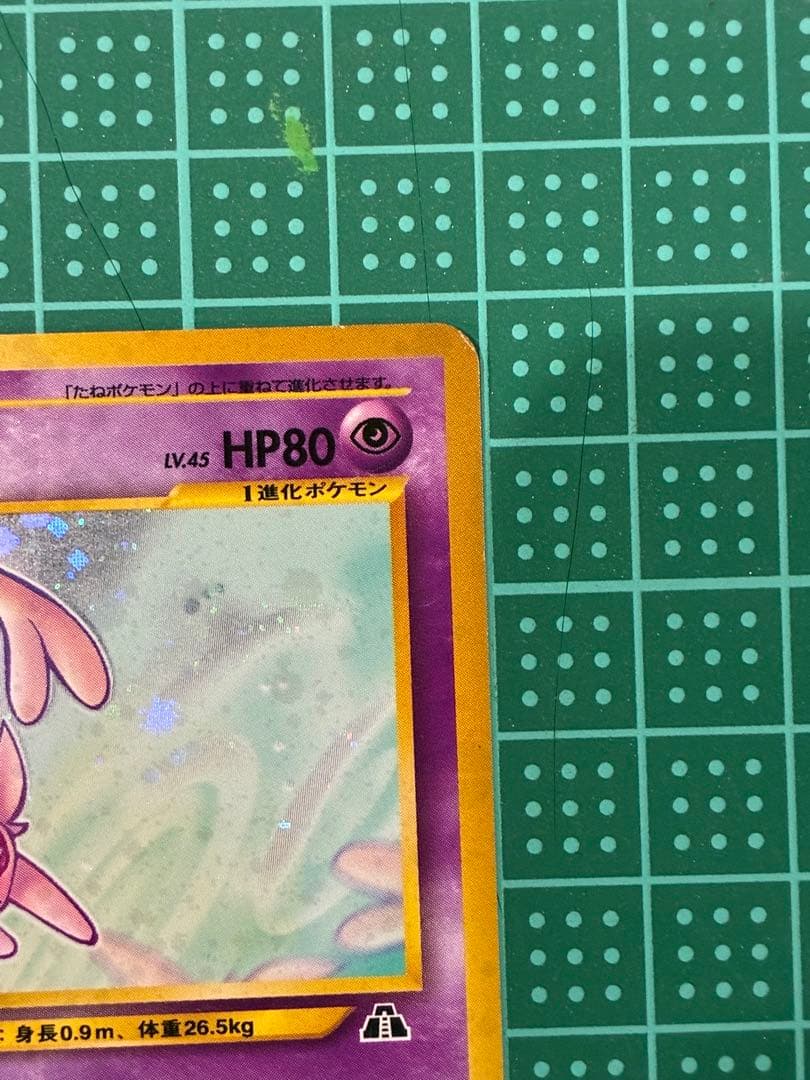 「たねポケモン」の上に重ねて進化させます。
LV.45 HP80
1進化ポケモン
: 身長0.9m、体重26.5kg